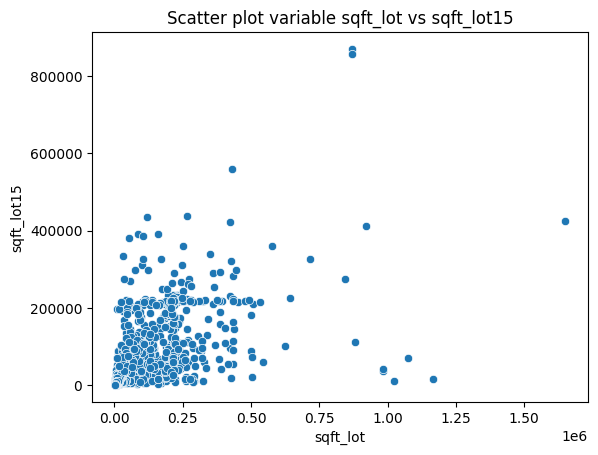 Scatter plot variable sqft_lot vs sqft_lot15
800000
600000
400000
200000
0
sqft_lot15
0.00 0.25 0.50 0.75 1.00 1.25 1.50
1e6
sqft_lot